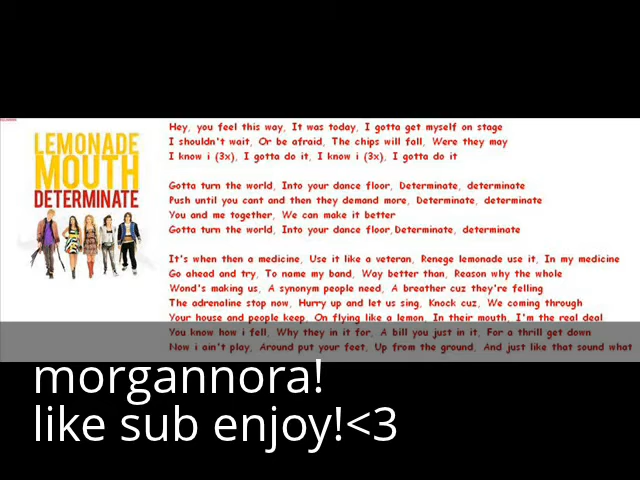 LEMONADE
MOUTH
DETERMINATE
Hey, you feel this way, It was today, I gotta get myself on stage
I shouldn't wait, Or be afraid, The chips will fall, Were they may
I know i (3x), I gotta do it, I know i (3x), I gotta do it
Gotta turn the world, Into your dance floor, Determinate, determinate
Push until you cant and then they demand more, Determinate, determinate
You and me together, We can make it better
Gotta turn the world, Into your dance floor,Determinate, determinate
It's when then a medicine, Use it like a veteran, Renege lemonade use it, In my medicine
Go ahead and try, To name my band, Way better than, Reason why the whole
Wond's making us, A synonym people need, A breather cuz they're felling
The adrenaline stop now, Hurry up and let us sing, Knock cuz, We coming through
Your house and people keep, On flying like a lemon, In their mouth, I'm the real deal
You know how i fell, Why they in it for, A bill you just in it, For a thrill get down
Now i ain't play, Around put your feet, Up from the ground, And just like that sound what
morgannora!
like sub enjoy!<3